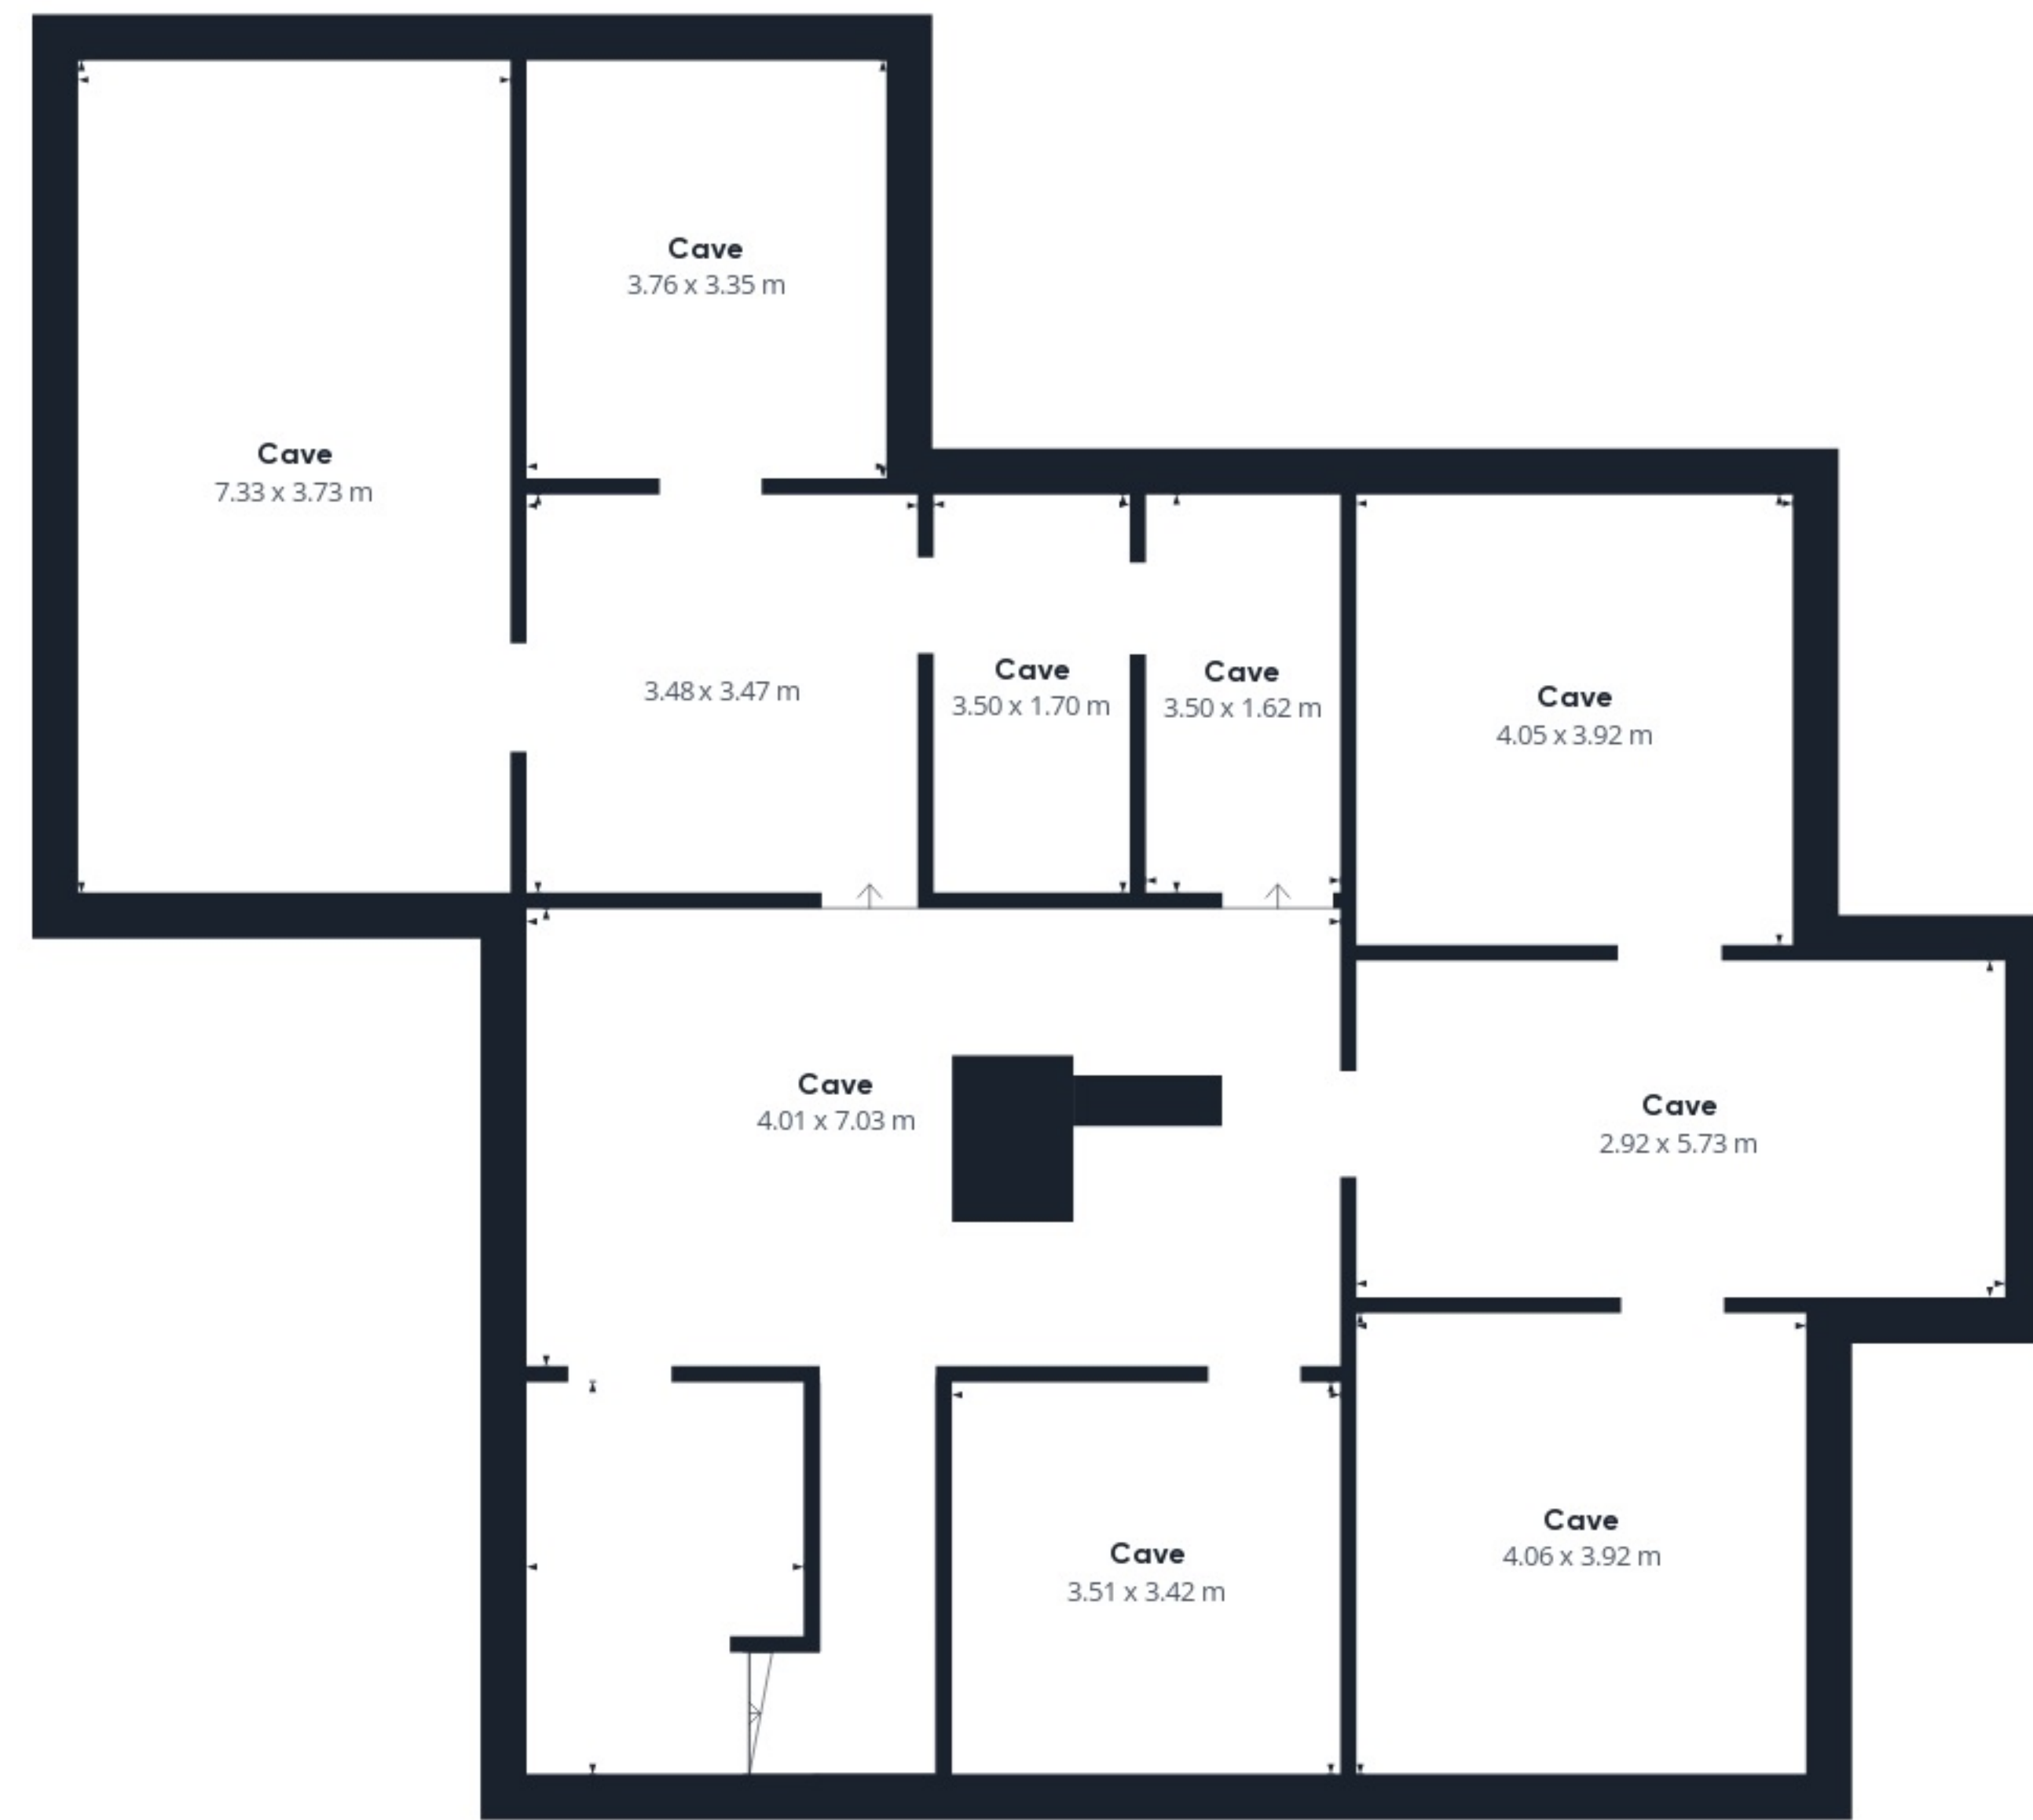 Cave
3.76 x 3.35 m
Cave
7.33 x 3.73 m
3.48 x 3.47 m
Cave
3.50 x 1.70 m
Cave
3.50 x 1.62 m
Cave
4.05 x 3.92 m
Cave
4.01 x 7.03 m
Cave
2.92 x 5.73 m
Cave
3.51 x 3.42 m
Cave
4.06 x 3.92 m